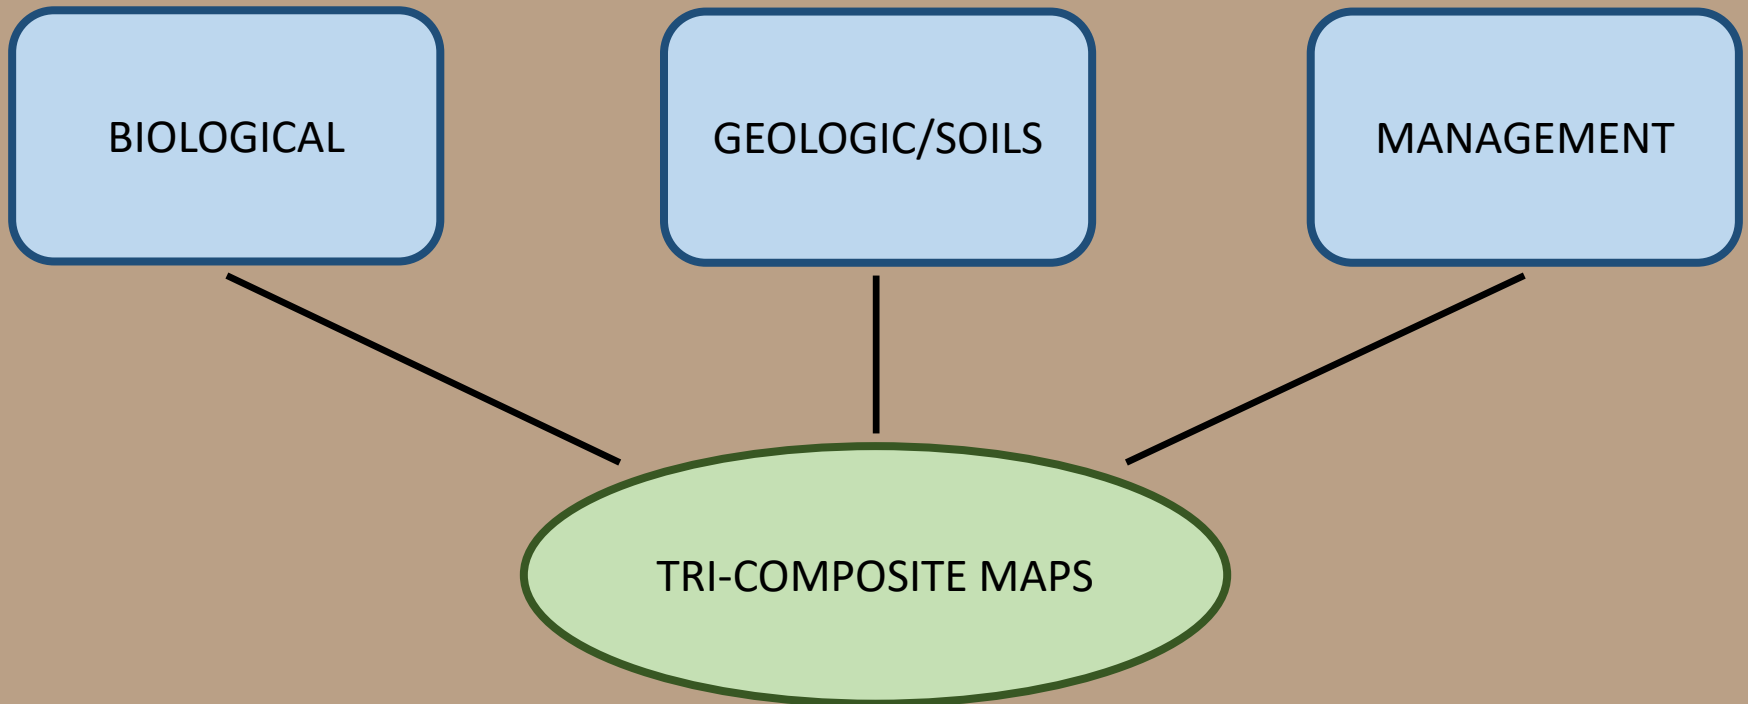 BIOLOGICAL
GEOLOGIC/SOILS
MANAGEMENT
TRI-COMPOSITE MAPS